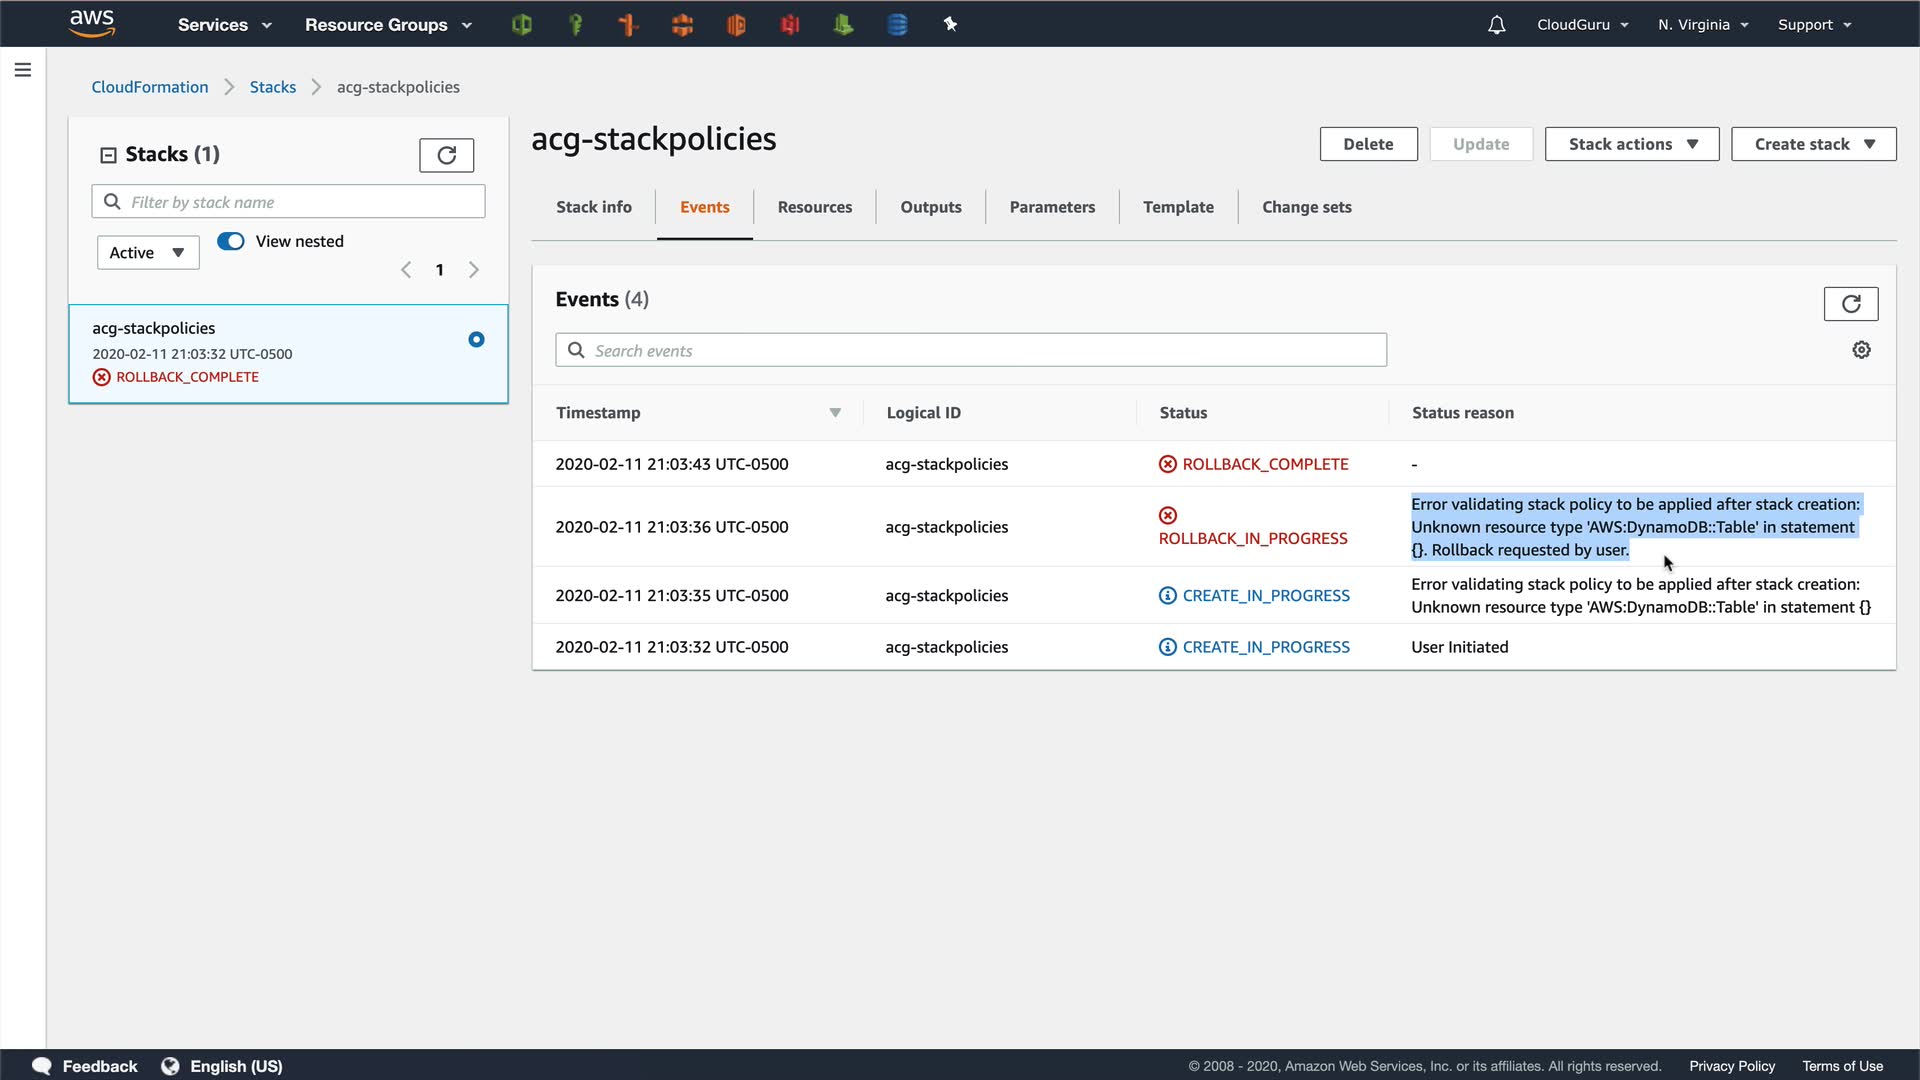 aws
Services
Resource Groups
CloudGuru
N. Virginia
Support
CloudFormation
Stacks
acg-stackpolicies
Stacks (1)
Filter by stack name
Active
View nested
1
acg-stackpolicies
2020-02-11 21:03:32 UTC-0500
ROLLBACK_COMPLETE
acg-stackpolicies
Delete
Update
Stack actions
Create stack
Stack info
Events
Resources
Outputs
Parameters
Template
Change sets
Events (4)
Search events
Timestamp
Logical ID
Status
Status reason
2020-02-11 21:03:43 UTC-0500
acg-stackpolicies
ROLLBACK_COMPLETE
-
2020-02-11 21:03:36 UTC-0500
acg-stackpolicies
ROLLBACK_IN_PROGRESS
Error validating stack policy to be applied after stack creation:
Unknown resource type 'AWS:DynamoDB::Table' in statement
{}. Rollback requested by user.
2020-02-11 21:03:35 UTC-0500
acg-stackpolicies
CREATE_IN_PROGRESS
Error validating stack policy to be applied after stack creation:
Unknown resource type 'AWS:DynamoDB::Table' in statement {}
2020-02-11 21:03:32 UTC-0500
acg-stackpolicies
CREATE_IN_PROGRESS
User Initiated
Feedback
English (US)
© 2008 - 2020, Amazon Web Services, Inc. or its affiliates. All rights reserved.
Privacy Policy
Terms of Use